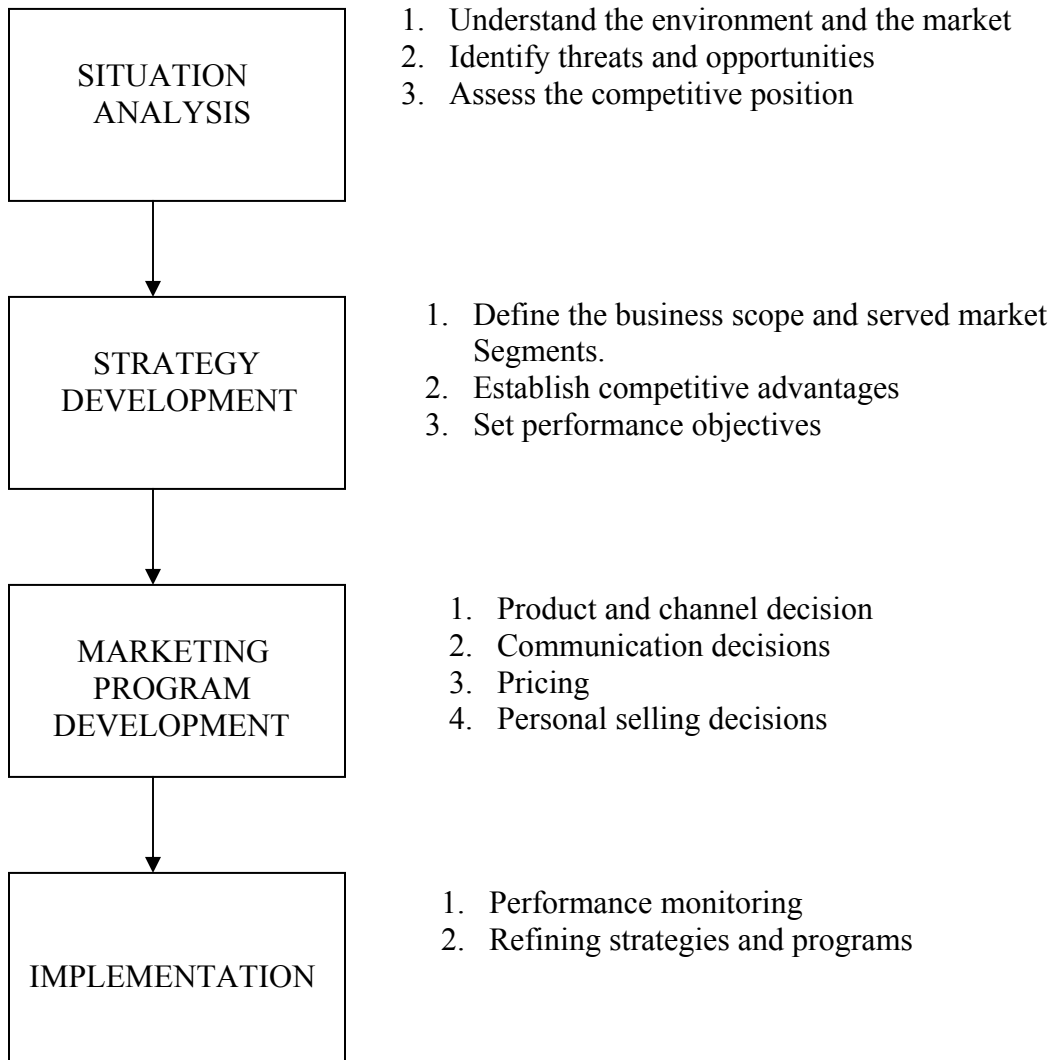 SITUATION
ANALYSIS
1. Understand the environment and the market
2. Identify threats and opportunities
3. Assess the competitive position
STRATEGY
DEVELOPMENT
1. Define the business scope and served market
Segments.
2. Establish competitive advantages
3. Set performance objectives
MARKETING
PROGRAM
DEVELOPMENT
1. Product and channel decision
2. Communication decisions
3. Pricing
4. Personal selling decisions
IMPLEMENTATION
1. Performance monitoring
2. Refining strategies and programs